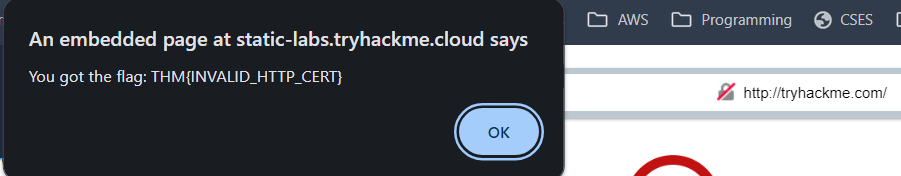 AWS
Programming
CSES
An embedded page at static-labs.tryhackme.cloud says
You got the flag: THM{INVALID_HTTP_CERT}
http://tryhackme.com/
OK